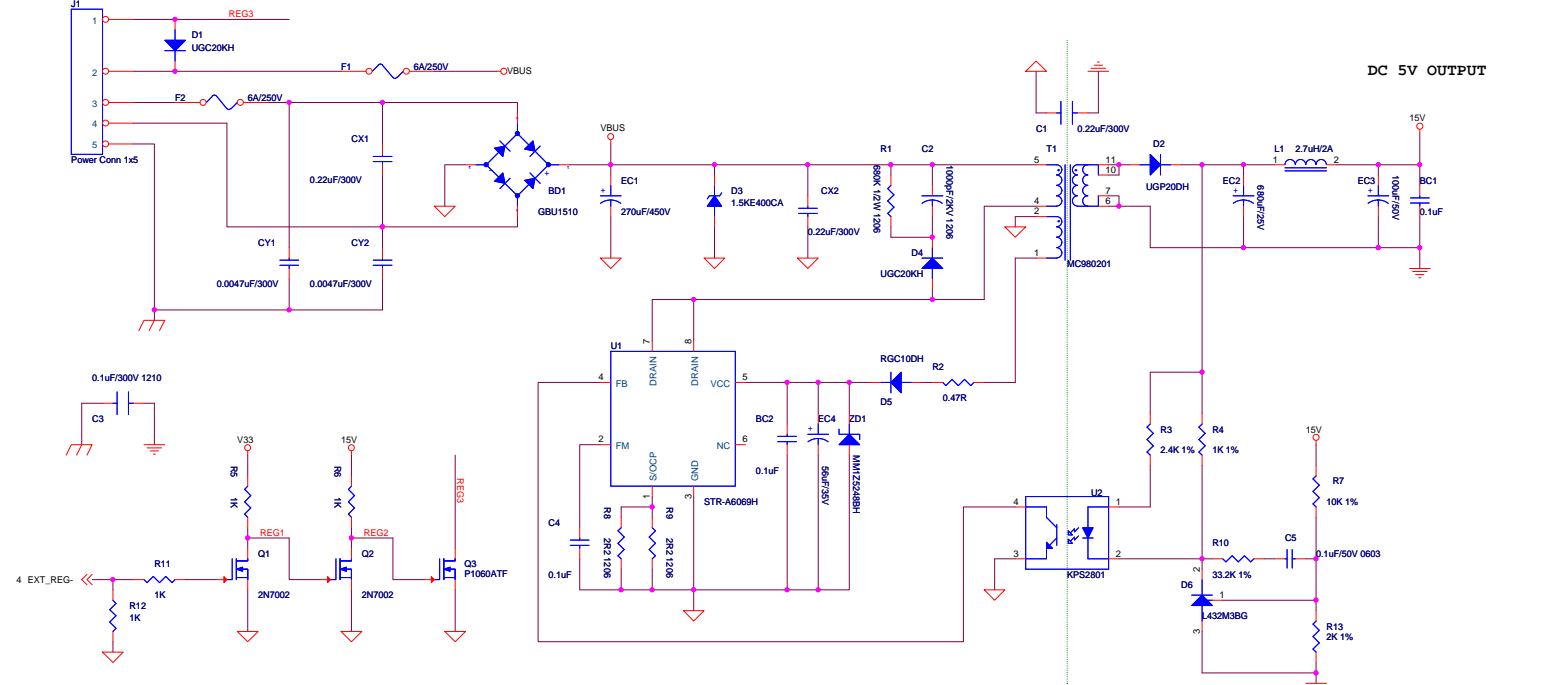 J1
1
REG3
D1
UGC20KH
2
F1
6A/250V
VBUS
3
F2
6A/250V
4
5
Power Conn 1x5
CX1
0.22uF/300V
CY1
CY2
0.0047uF/300V
0.0047uF/300V
BD1
GBU1510
-
+
~
~
VBUS
EC1
+
270uF/450V
D3
1.5KE400CA
CX2
0.22uF/300V
R1
680K 1/2W 1206
C2
1000pF/2KV 1206
D4
UGC20KH
C1
0.22uF/300V
T1
5
4
2
1
11
10
7
6
MC980201
D2
UGP20DH
DC 5V OUTPUT
15V
L1
2.7uH/2A
1
2
EC2
+
680uF/25V
EC3
+
100uF/50V
BC1
0.1uF
U1
7
8
DRAIN
DRAIN
4
FB
VCC
5
2
FM
NC
6
S/OCP
GND
1
3
STR-A6069H
RGC10DH
D5
R2
0.47R
BC2
0.1uF
EC4
+
56uF/35V
ZD1
MM1Z5248BH
C4
0.1uF
R8
2R2 1206
R9
2R2 1206
0.1uF/300V 1210
C3
V33
R5
1K
REG1
Q1
2N7002
15V
R6
1K
REG2
Q2
2N7002
REG3
Q3
P1060ATF
4 EXT_REG-
R11
1K
R12
1K
R3
2.4K 1%
R4
1K 1%
U2
4
1
3
2
KPS2801
15V
R7
10K 1%
R10
33.2K 1%
C5
0.1uF/50V 0603
D6
2
1
3
L432M3BG
R13
2K 1%